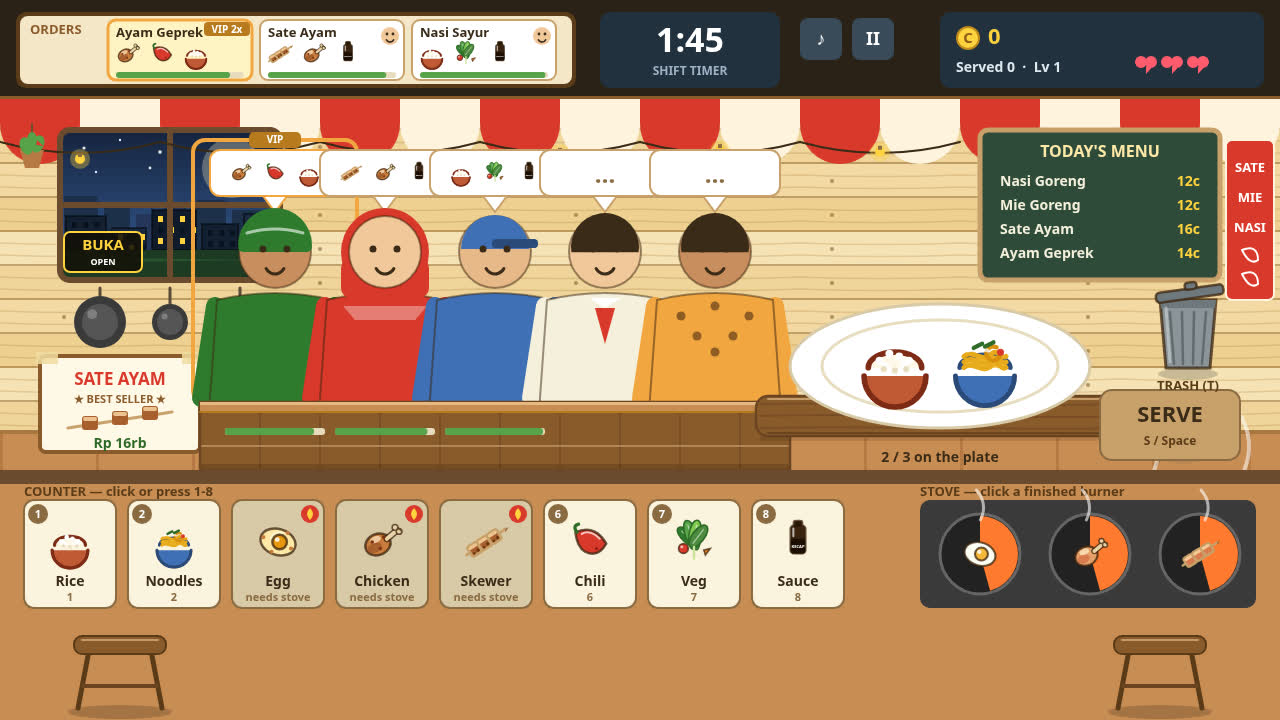 ORDERS
Ayam Geprek
VIP 2x
Sate Ayam
Nasi Sayur
1:45
SHIFT TIMER
♪
II
C 0
Served 0 · Lv 1
VIP
...
...
BUKA
OPEN
TODAY'S MENU
Nasi Goreng 12c
Mie Goreng 12c
Sate Ayam 16c
Ayam Geprek 14c
SATE
MIE
NASI
SATE AYAM
★ BEST SELLER ★
Rp 16rb
TRASH (T)
SERVE
S / Space
2 / 3 on the plate
COUNTER — click or press 1-8
STOVE — click a finished burner
1
Rice
1
2
Noodles
2
Egg
needs stove
Chicken
needs stove
Skewer
needs stove
6
Chili
6
7
Veg
7
8
KECAP
Sauce
8